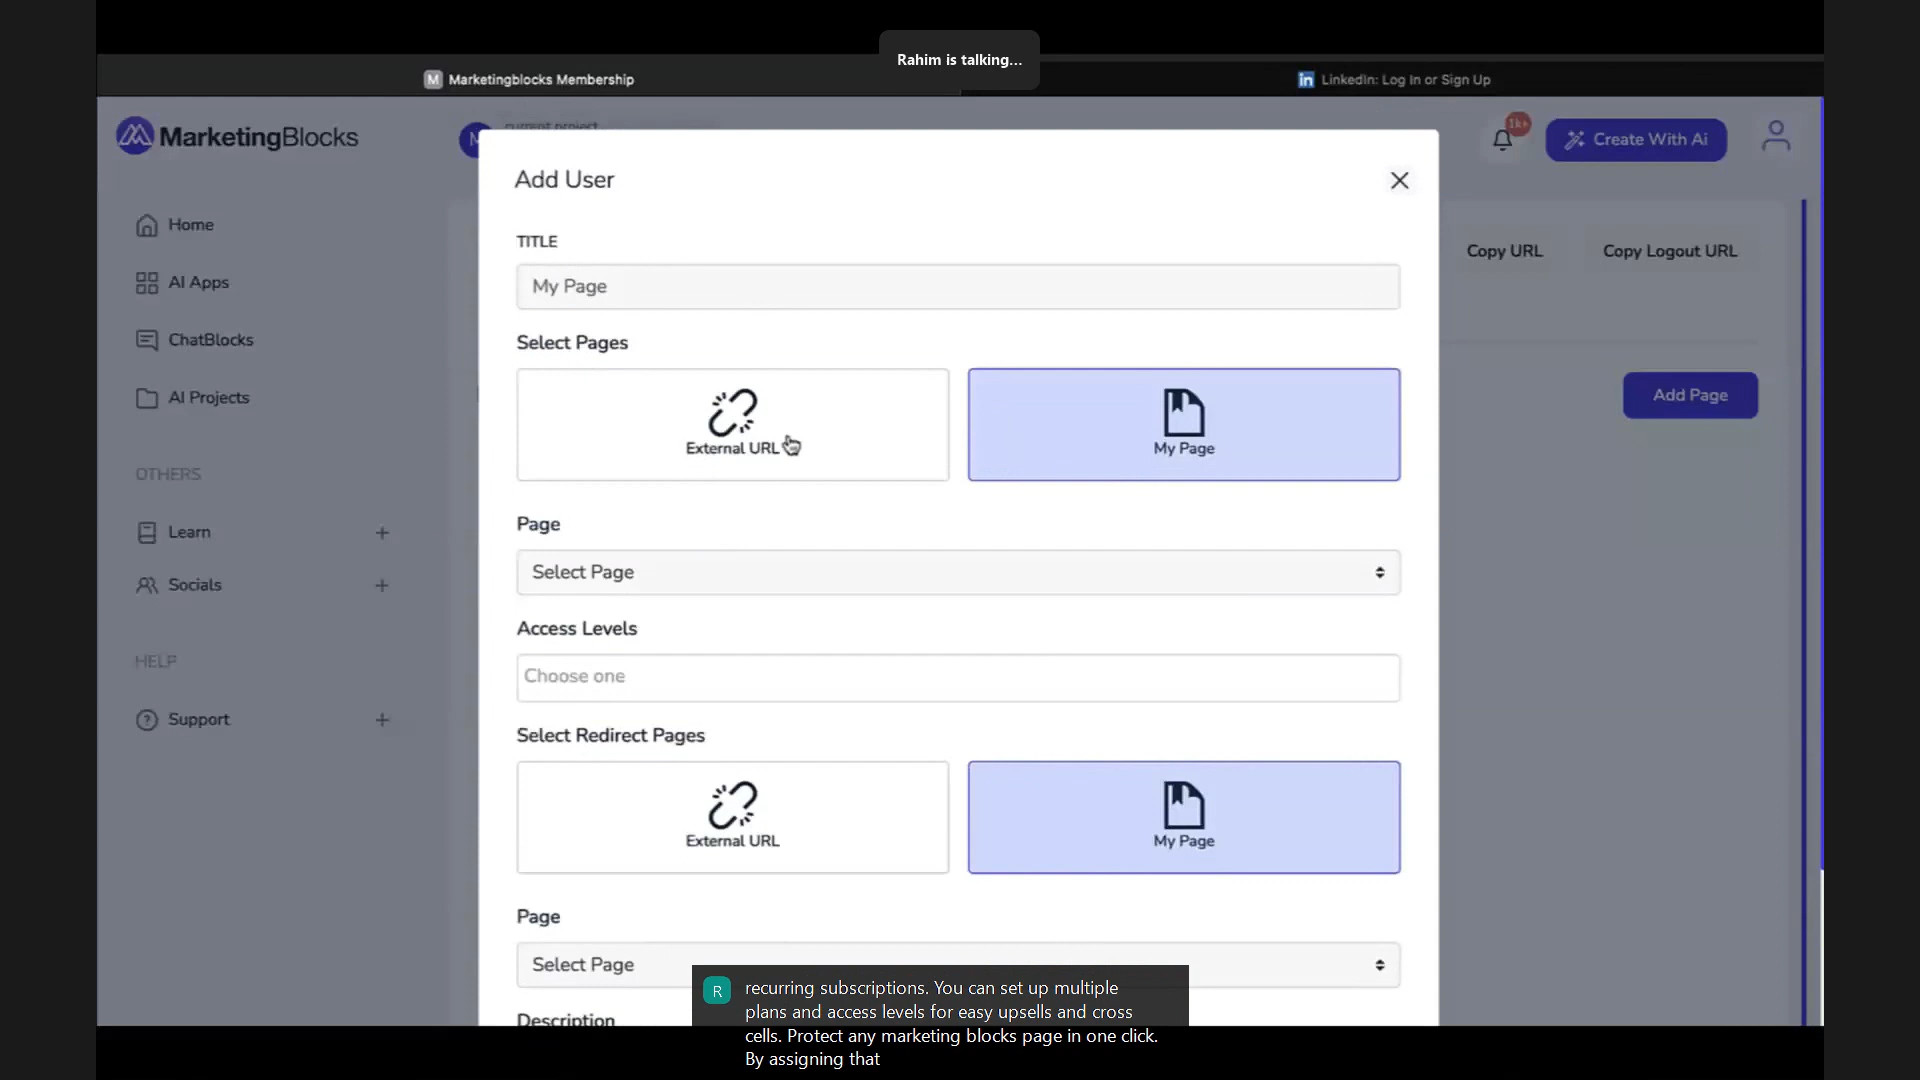 Rahim is talking...
M Marketingblocks Membership
in LinkedIn: Log In or Sign Up
MarketingBlocks
current project
1k+
Create With Ai
Add User
Home
AI Apps
ChatBlocks
AI Projects
OTHERS
Learn
Socials
HELP
Support
TITLE
My Page
Copy URL
Copy Logout URL
Select Pages
External URL
My Page
Add Page
Page
Select Page
Access Levels
Choose one
Select Redirect Pages
External URL
My Page
Page
Select Page
Description
R
recurring subscriptions. You can set up multiple
plans and access levels for easy upsells and cross
cells. Protect any marketing blocks page in one click.
By assigning that